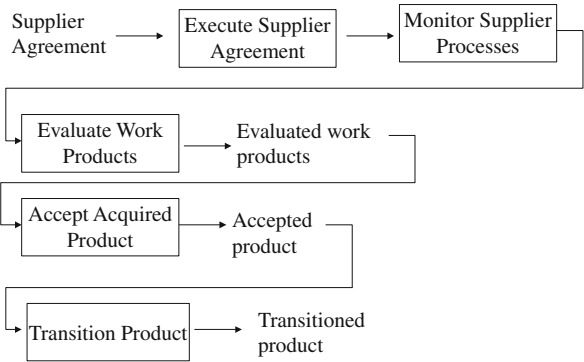 Supplier
Agreement
Execute Supplier
Agreement
Monitor Supplier
Processes
Evaluate Work
Products
Evaluated work
products
Accept Acquired
Product
Accepted
product
Transition Product
Transitioned
product